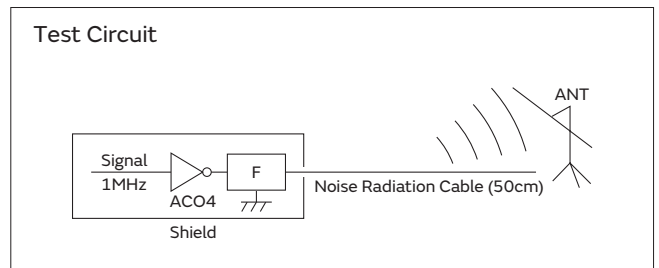 Test Circuit
ANT
Signal
1MHz
F
ACO4
Noise Radiation Cable (50cm)
Shield